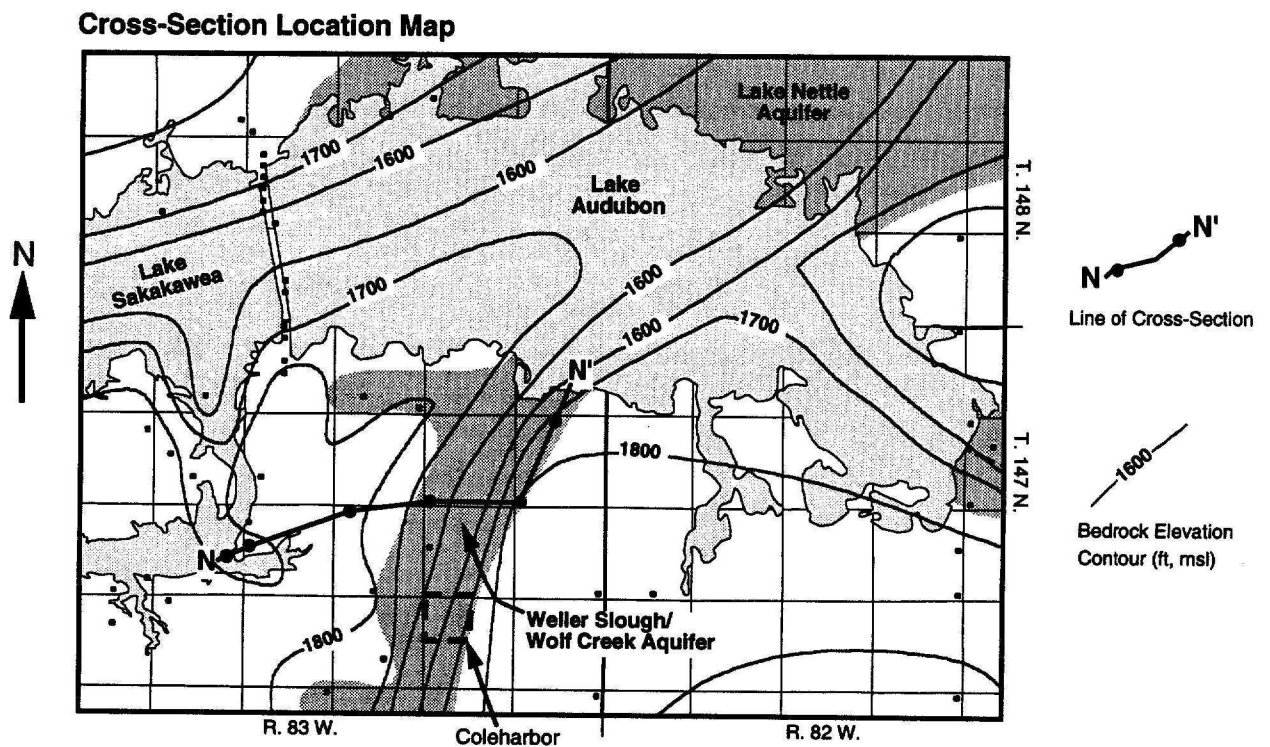 Cross-Section Location Map
Lake Nettle
Aquifer
1700
1600
1600
Lake
Audubon
T. 148 N.
N
N'
N
Line of Cross-Section
Lake
Sakakawea
1700
1600
1600
1700
N'
1800
T. 147 N.
1600
Bedrock Elevation
Contour (ft, msl)
N
1800
Weller Slough/
Wolf Creek Aquifer
R. 83 W.
Coleharbor
R. 82 W.